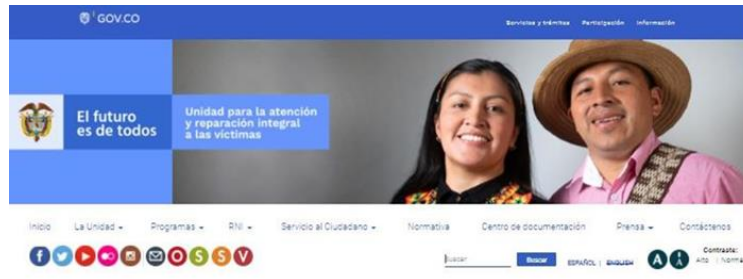 GOV.CO
Servicios y trámites Participación Información
El futuro
es de todos
Unidad para la atención
y reparación integral
a las víctimas
Inicio La Unidad RNI Programas Servicio al Ciudadano Normativa Centro de documentación Prensa Contáctenos
Contraste:
Buscar Buscar ESPAÑOL | ENGLISH A A Alto | Norma
O S S V